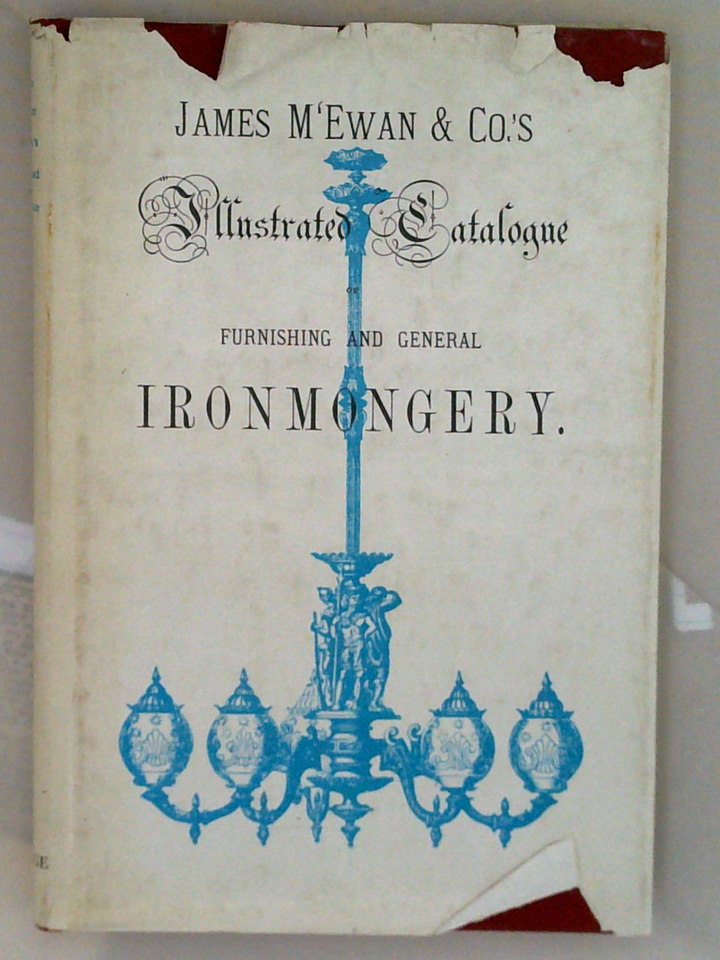 JAMES M'EWAN & CO.'S
Illustrated Catalogue
OF
FURNISHING AND GENERAL
IRONMONGERY.